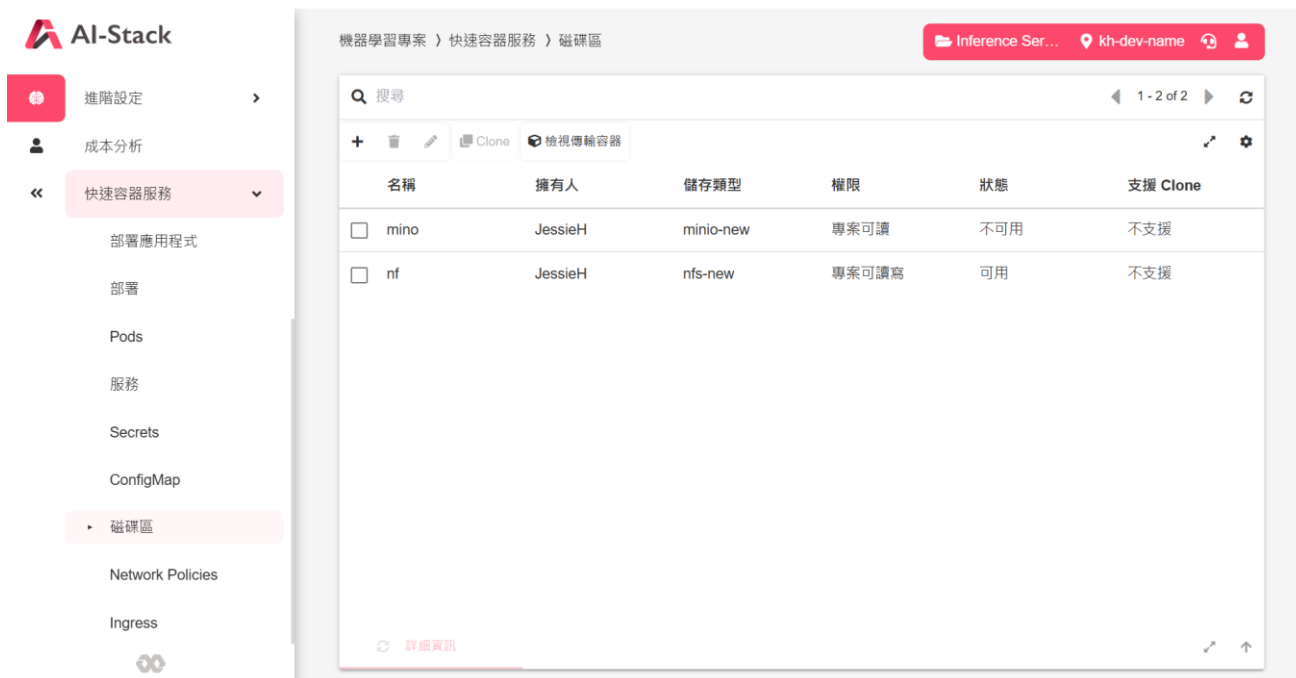 AI-Stack
機器學習專案 ❭ 快速容器服務 ❭ 磁碟區
Inference Ser... kh-dev-name
進階設定
成本分析
快速容器服務
部署應用程式
部署
Pods
服務
Secrets
ConfigMap
磁碟區
Network Policies
Ingress
搜尋
1 - 2 of 2
Clone 檢視傳輸容器
名稱 擁有人 儲存類型 權限 狀態 支援 Clone
mino JessieH minio-new 專案可讀 不可用 不支援
nf JessieH nfs-new 專案可讀寫 可用 不支援
詳細資訊